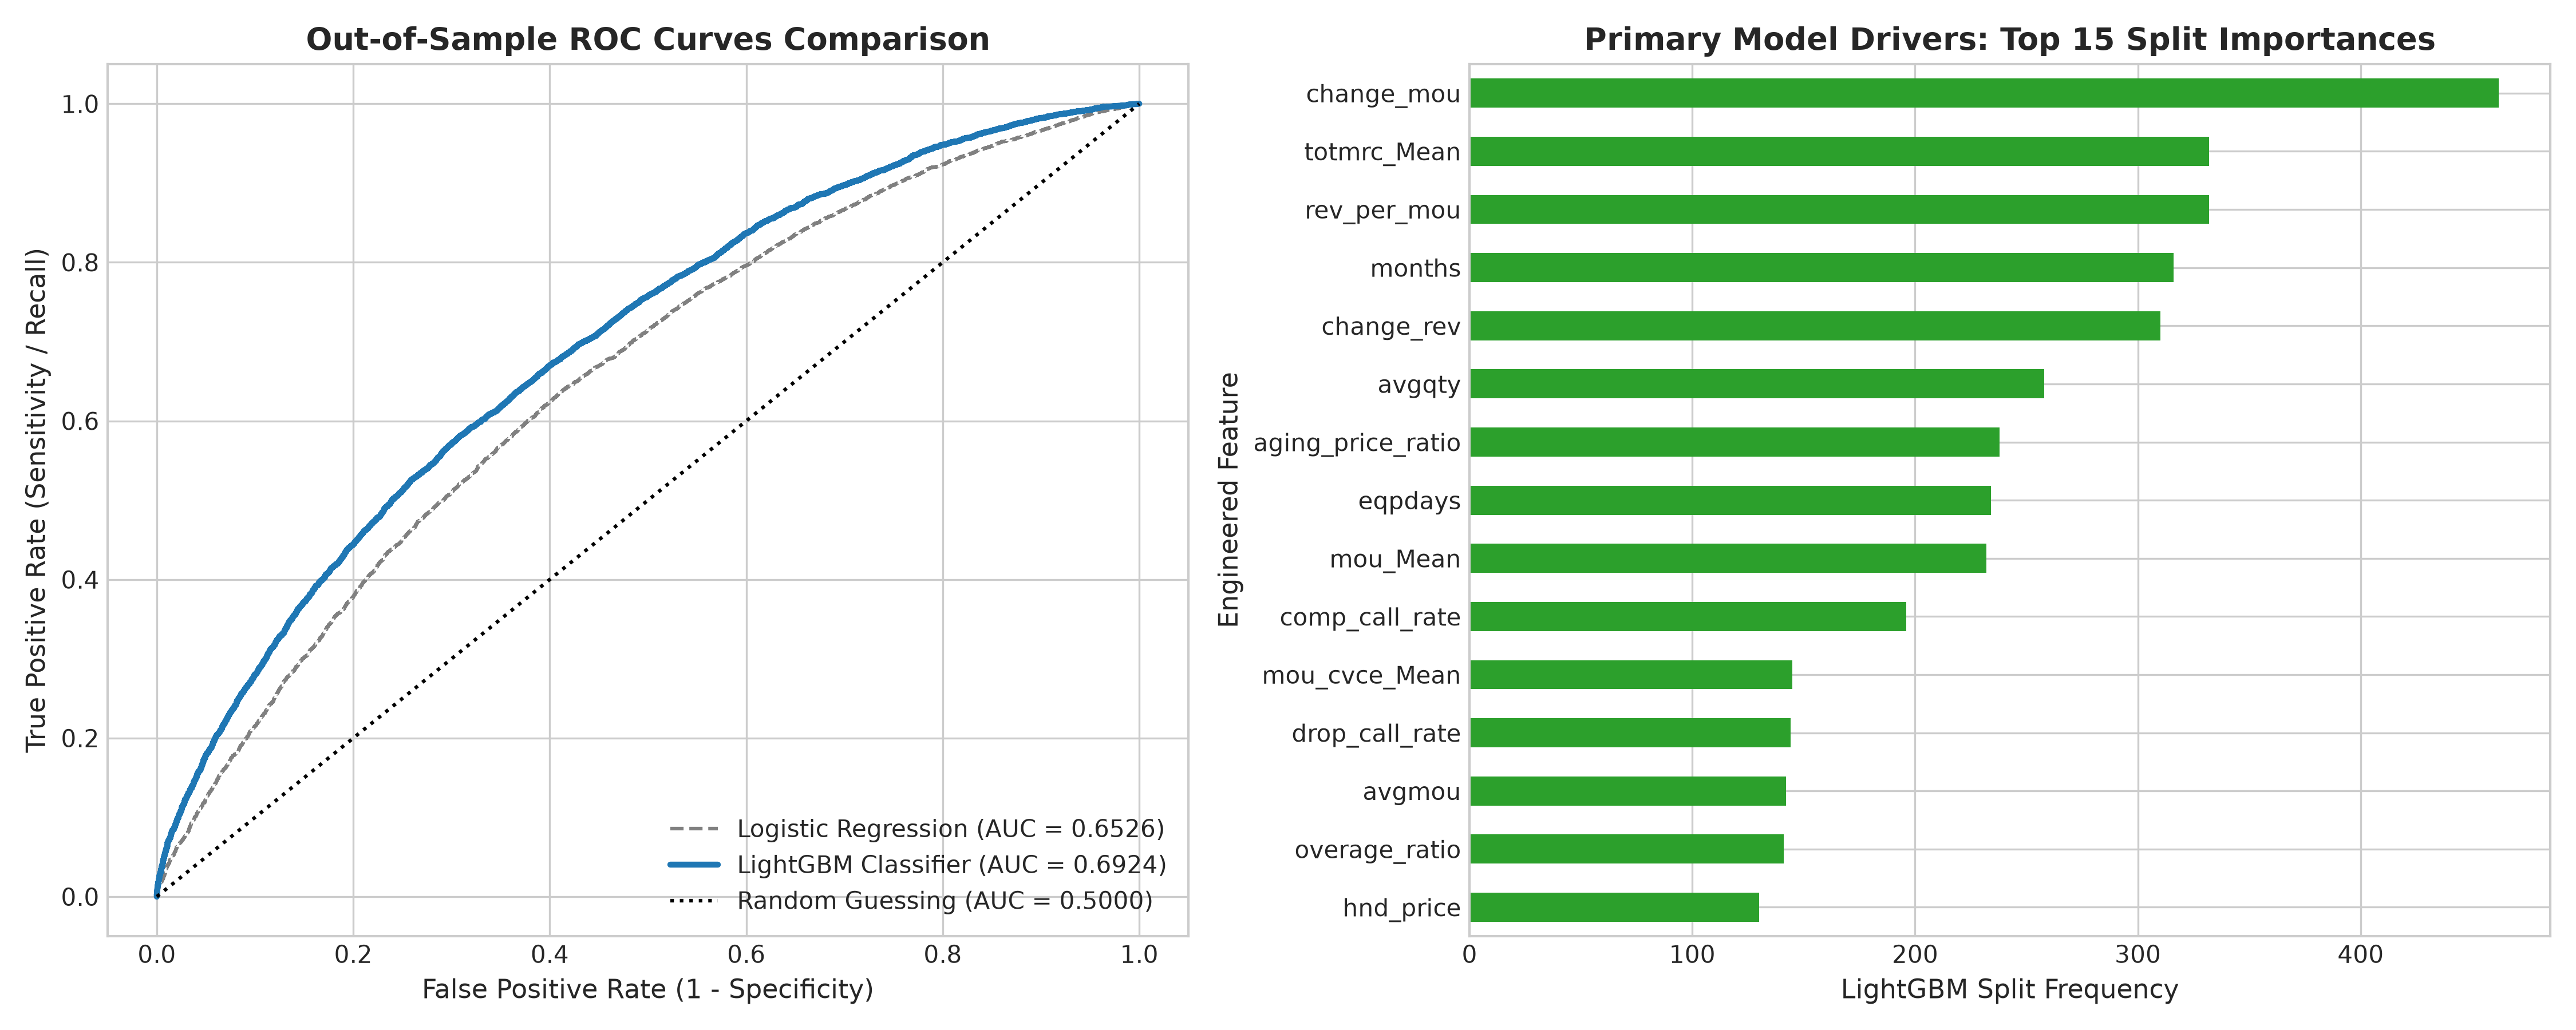 Out-of-Sample ROC Curves Comparison
True Positive Rate (Sensitivity / Recall)
1.0
0.8
0.6
0.4
0.2
0.0
Logistic Regression (AUC = 0.6526)
LightGBM Classifier (AUC = 0.6924)
Random Guessing (AUC = 0.5000)
0.0 0.2 0.4 0.6 0.8 1.0
False Positive Rate (1 - Specificity)
Primary Model Drivers: Top 15 Split Importances
Engineered Feature
change_mou
totmrc_Mean
rev_per_mou
months
change_rev
avgqty
aging_price_ratio
eqpdays
mou_Mean
comp_call_rate
mou_cvce_Mean
drop_call_rate
avgmou
overage_ratio
hnd_price
0 100 200 300 400
LightGBM Split Frequency